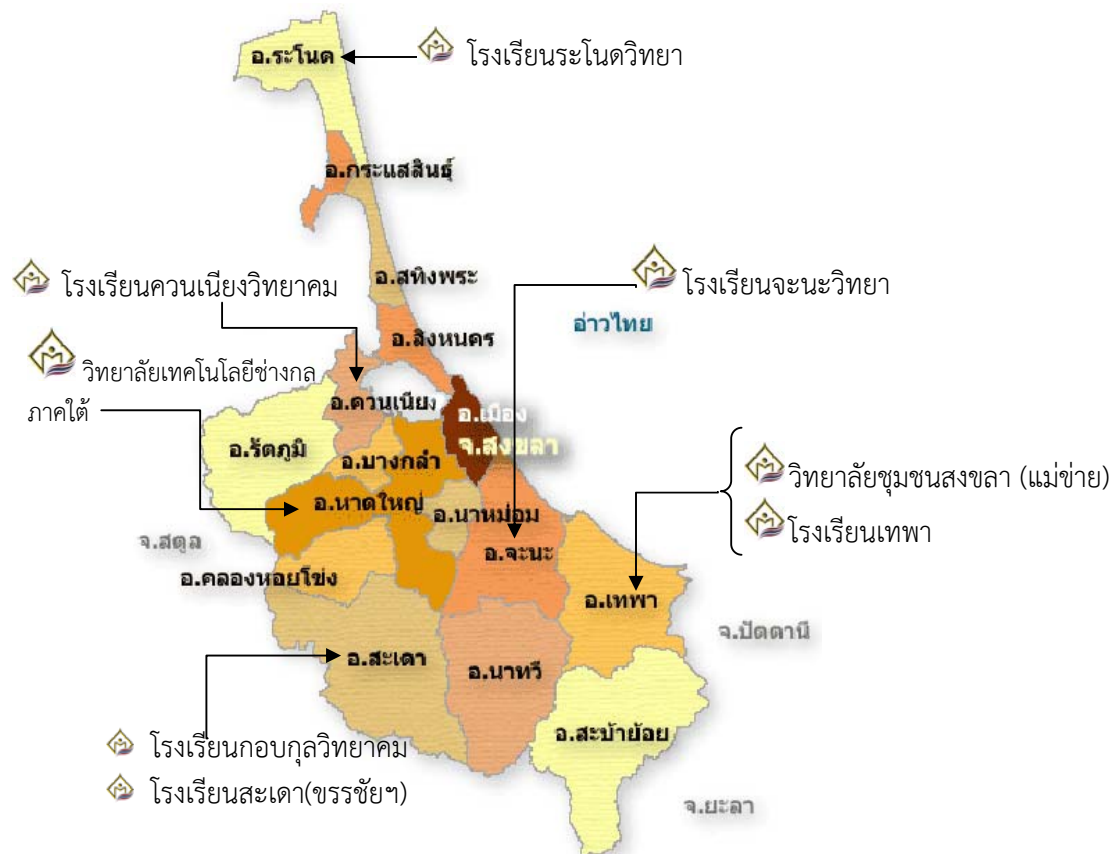 อ.ระโนด
โรงเรียนระโนดวิทยา
อ.กระแสสินธุ์
โรงเรียนควนเนียงวิทยาคม
อ.สทิงพระ
โรงเรียนจะนะวิทยา
อ่าวไทย
อ.สิงหนคร
วิทยาลัยเทคโนโลยีช่างกล
ภาคใต้
อ.ควนเนียง
อ.เมือง
จ.สงขลา
อ.รัตภูมิ
อ.บางกล่ำ
วิทยาลัยชุมชนสงขลา (แม่ข่าย)
อ.หาดใหญ่
อ.นาหม่อม
โรงเรียนเทพา
จ.สตูล
อ.จะนะ
อ.คลองหอยโข่ง
อ.เทพา
จ.ปัตตานี
อ.สะเดา
อ.นาทวี
อ.สะบ้าย้อย
โรงเรียนกอบกุลวิทยาคม
โรงเรียนสะเดา(ขรรชัยฯ)
จ.ยะลา